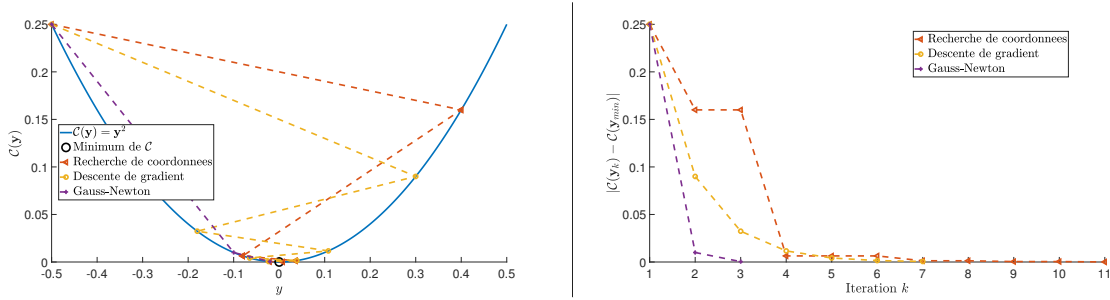 0.25
0.2
0.15
0.1
0.05
0
-0.5
-0.4
-0.3
-0.2
-0.1
0
0.1
0.2
0.3
0.4
0.5
y
C(y)
C(y) = y²
Minimum de C
Recherche de coordonnees
Descente de gradient
Gauss-Newton
0.25
0.2
0.15
0.1
0.05
0
1
2
3
4
5
6
7
8
9
10
11
Iteration k
|C(y_k) − C(y_min)|
Recherche de coordonnees
Descente de gradient
Gauss-Newton